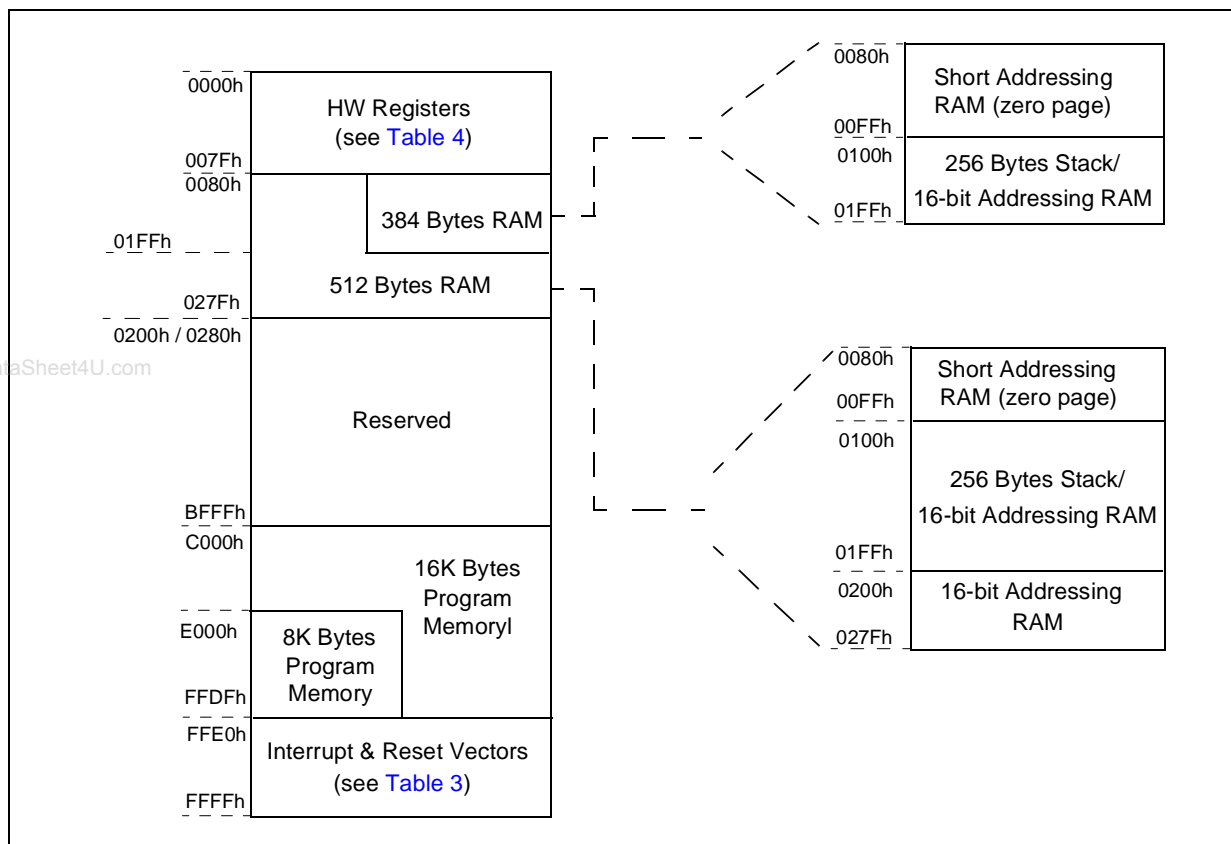 0000h
HW Registers
(see Table 4)
007Fh
0080h
384 Bytes RAM
01FFh
512 Bytes RAM
027Fh
0200h / 0280h
Reserved
BFFFh
C000h
16K Bytes
Program
Memoryl
E000h
8K Bytes
Program
Memory
FFDFh
FFE0h
Interrupt & Reset Vectors
(see Table 3)
FFFFh
0080h
Short Addressing
RAM (zero page)
00FFh
0100h
256 Bytes Stack/
16-bit Addressing RAM
01FFh
0080h
Short Addressing
RAM (zero page)
00FFh
0100h
256 Bytes Stack/
16-bit Addressing RAM
01FFh
0200h
16-bit Addressing
RAM
027Fh
taSheet4U.com